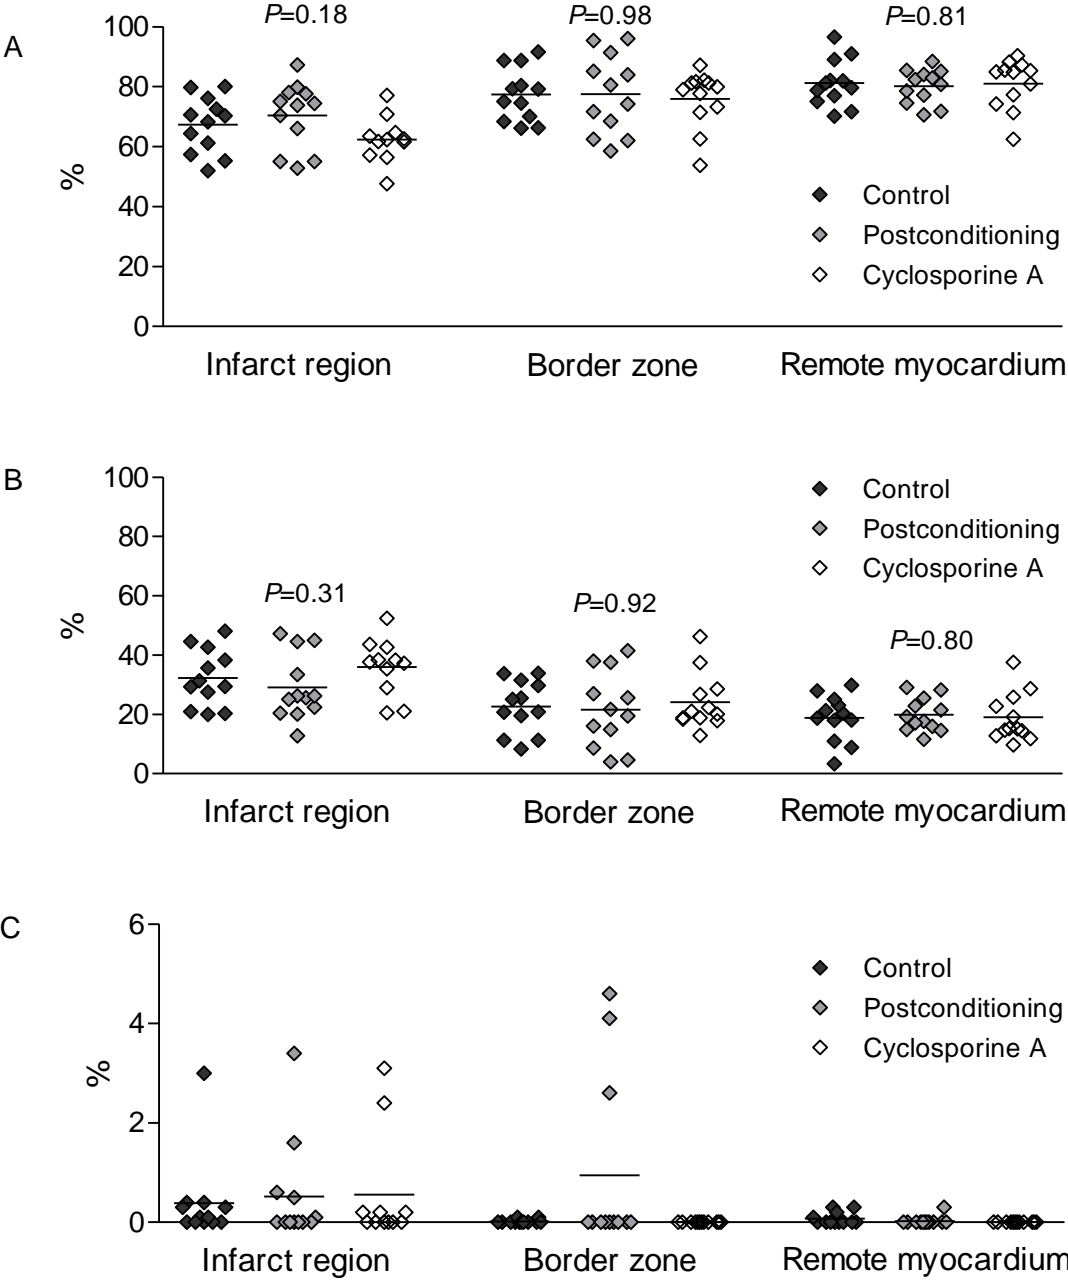 P=0.18 P=0.98 P=0.81
A
100
80
60
40
20
0
%
Control
Postconditioning
Cyclosporine A
Infarct region Border zone Remote myocardium
B
100
80
60
40
20
0
%
Control
Postconditioning
Cyclosporine A
P=0.31 P=0.92 P=0.80
Infarct region Border zone Remote myocardium
C
6
4
2
0
%
Control
Postconditioning
Cyclosporine A
Infarct region Border zone Remote myocardium